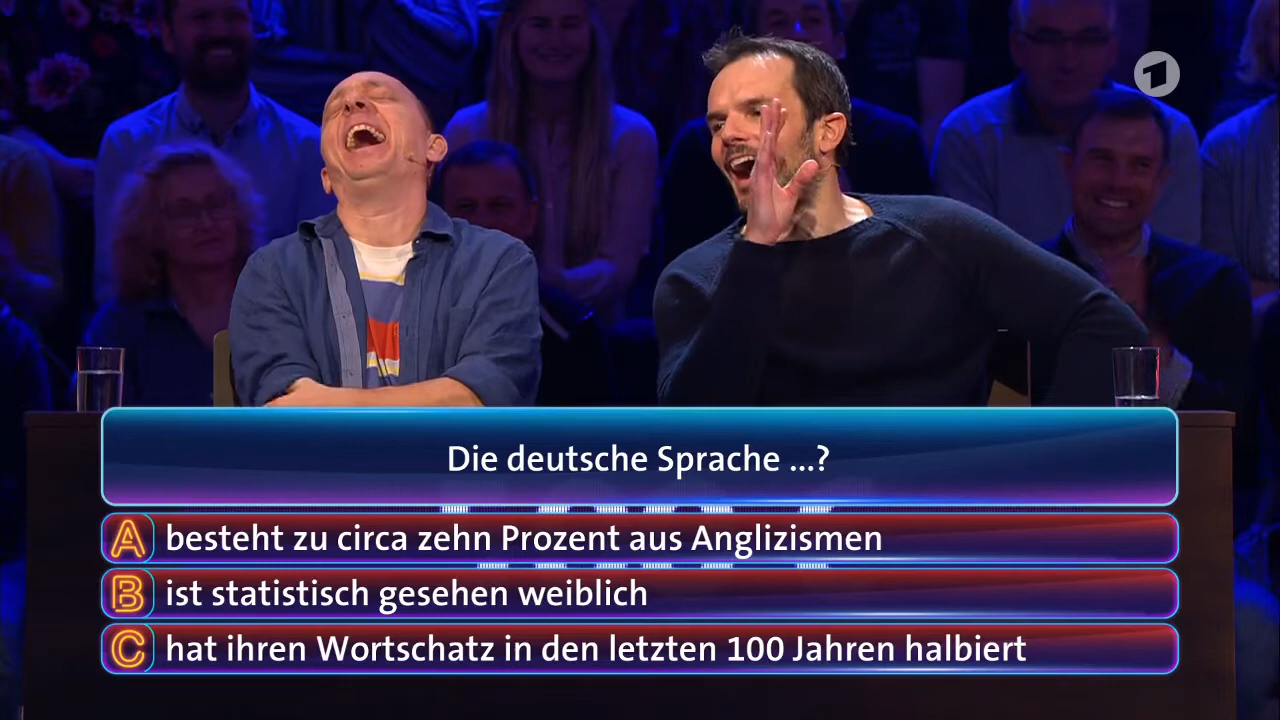 1
Die deutsche Sprache ...?
A besteht zu circa zehn Prozent aus Anglizismen
B ist statistisch gesehen weiblich
C hat ihren Wortschatz in den letzten 100 Jahren halbiert